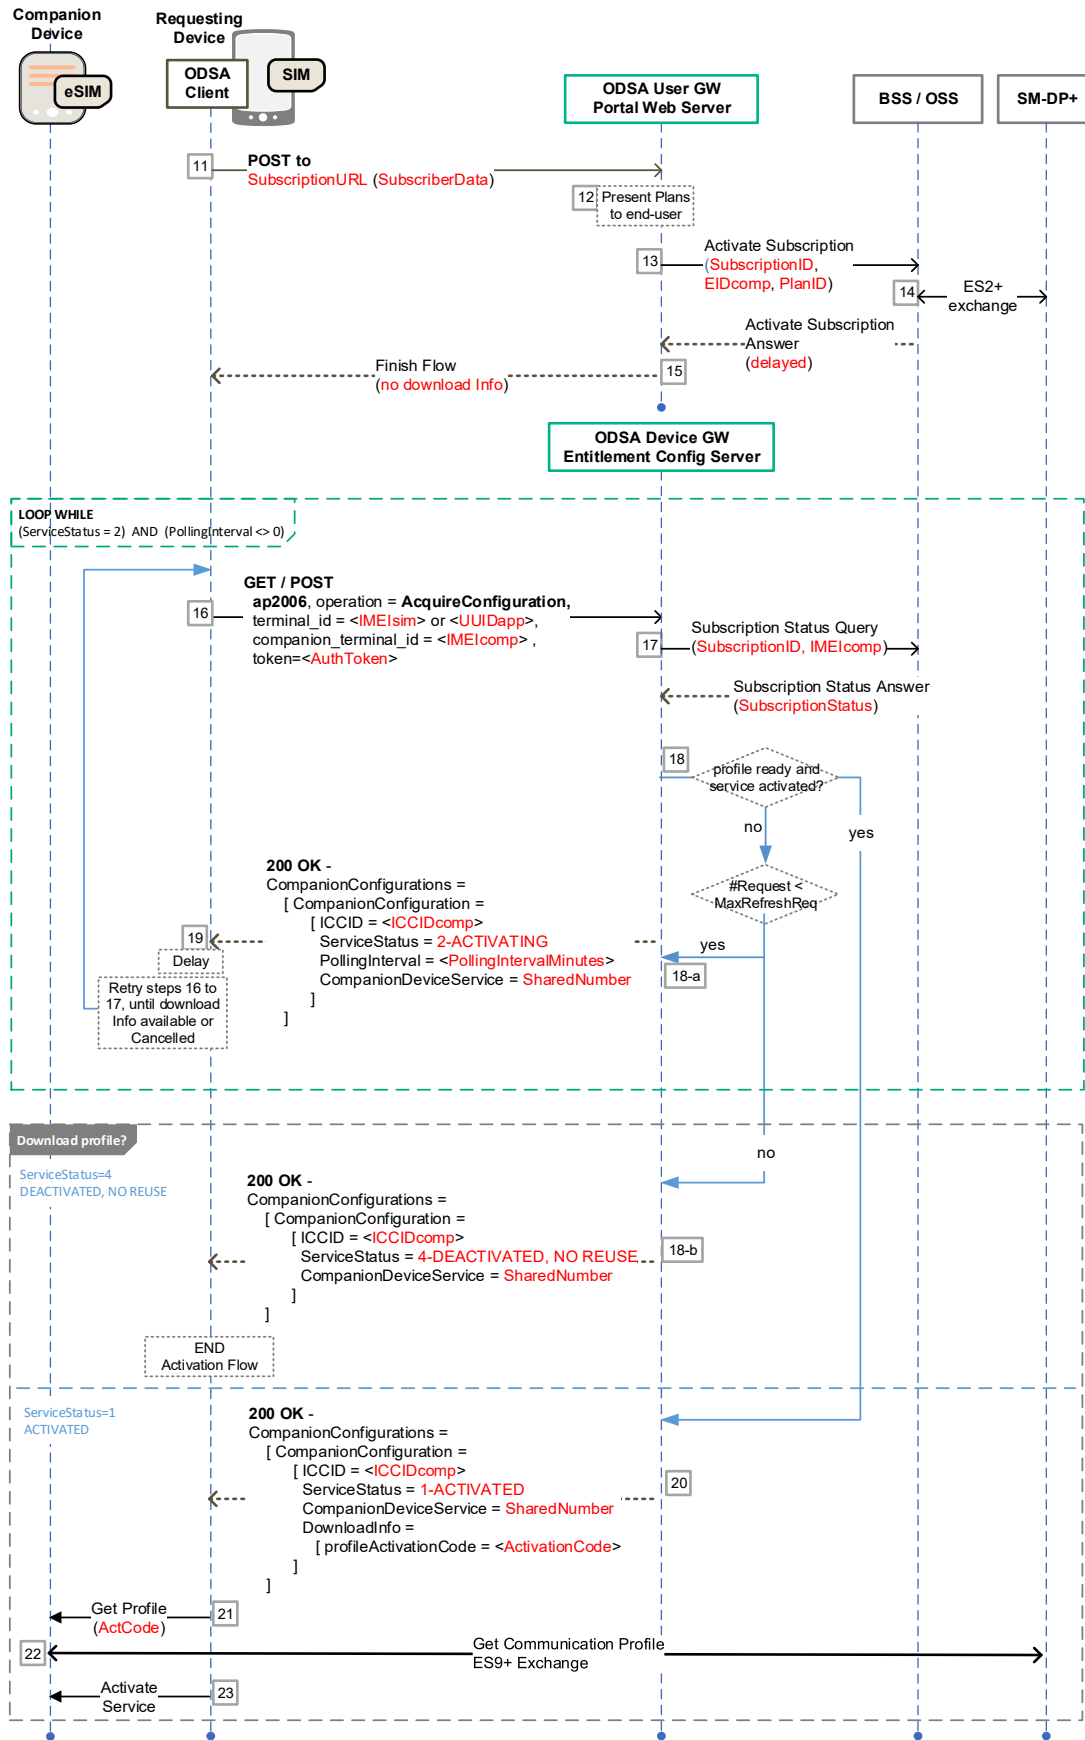 Companion
Device
eSIM
Requesting
Device
ODSA
Client
SIM
ODSA User GW
Portal Web Server
BSS / OSS
SM-DP+
11
POST to
SubscriptionURL (SubscriberData)
12
Present Plans
to end-user
13
Activate Subscription
(SubscriptionID,
EIDcomp, PlanID)
14
ES2+
exchange
Activate Subscription
Answer
(delayed)
15
Finish Flow
(no download Info)
ODSA Device GW
Entitlement Config Server
LOOP WHILE
(ServiceStatus = 2) AND (PollingInterval <> 0)
16
GET / POST
ap2006, operation = AcquireConfiguration,
terminal_id = <IMEIsim> or <UUIDapp>,
companion_terminal_id = <IMEIcomp> ,
token=<AuthToken>
17
Subscription Status Query
(SubscriptionID, IMEIcomp)
Subscription Status Answer
(SubscriptionStatus)
18
profile ready and
service activated?
no
yes
#Request <
MaxRefreshReq
yes
18-a
200 OK -
CompanionConfigurations =
[ CompanionConfiguration =
[ ICCID = <ICCIDcomp>
ServiceStatus = 2-ACTIVATING
PollingInterval = <PollingIntervalMinutes>
CompanionDeviceService = SharedNumber
]
]
19
Delay
Retry steps 16 to
17, until download
Info available or
Cancelled
Download profile?
no
ServiceStatus=4
DEACTIVATED, NO REUSE
200 OK -
CompanionConfigurations =
[ CompanionConfiguration =
[ ICCID = <ICCIDcomp>
ServiceStatus = 4-DEACTIVATED, NO REUSE
CompanionDeviceService = SharedNumber
]
]
18-b
END
Activation Flow
ServiceStatus=1
ACTIVATED
200 OK -
CompanionConfigurations =
[ CompanionConfiguration =
[ ICCID = <ICCIDcomp>
ServiceStatus = 1-ACTIVATED
CompanionDeviceService = SharedNumber
DownloadInfo =
[ profileActivationCode = <ActivationCode>
]
]
20
21
Get Profile
(ActCode)
22
Get Communication Profile
ES9+ Exchange
23
Activate
Service